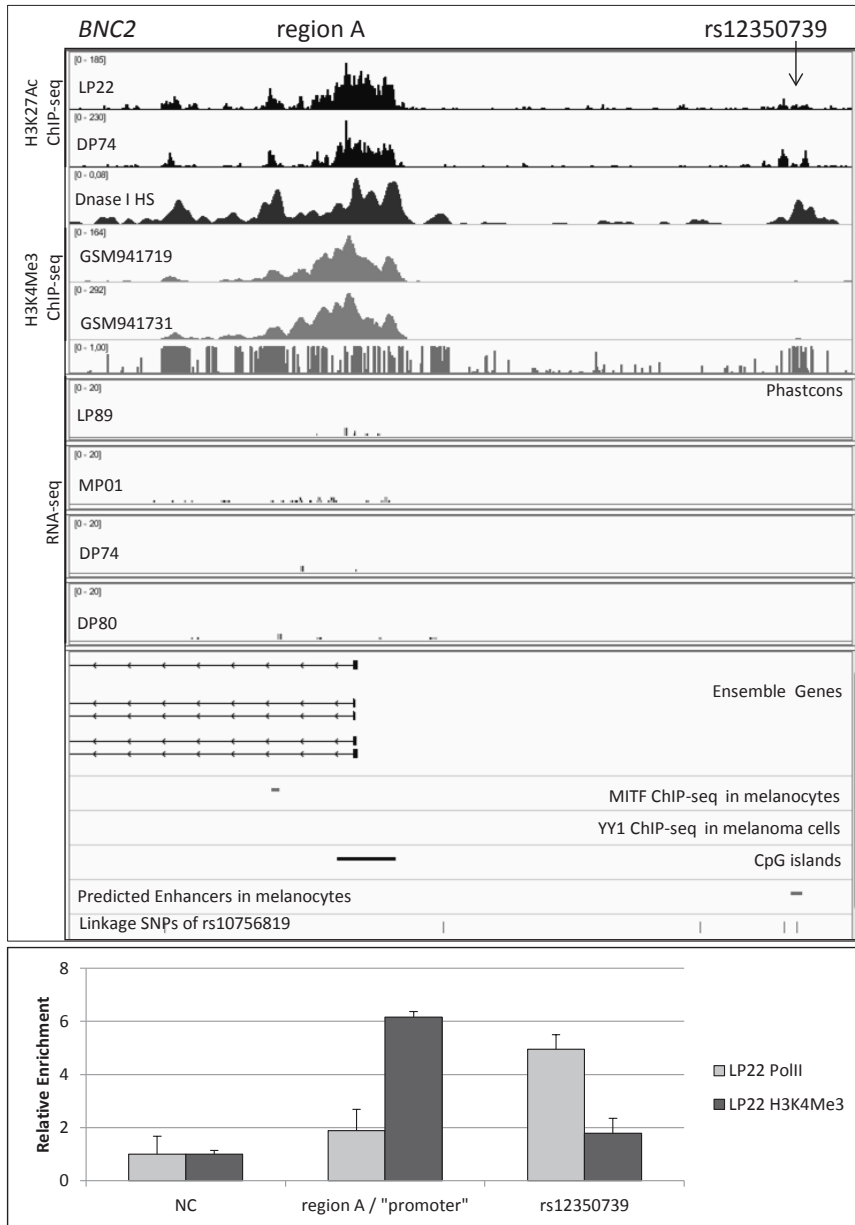 BNC2 region A rs12350739
H3K27Ac
ChIP-seq
[0 - 185]
LP22
[0 - 230]
DP74
[0 - 0,08]
Dnase I HS
H3K4Me3
ChIP-seq
[0 - 164]
GSM941719
[0 - 292]
GSM941731
[0 - 1,00]
Phastcons
RNA-seq
[0 - 20]
LP89
[0 - 20]
MP01
[0 - 20]
DP74
[0 - 20]
DP80
Ensemble Genes
MITF ChIP-seq in melanocytes
YY1 ChIP-seq in melanoma cells
CpG islands
Predicted Enhancers in melanocytes
Linkage SNPs of rs10756819
Relative Enrichment
8
6
4
2
0
NC region A / "promoter" rs12350739
LP22 PolII
LP22 H3K4Me3